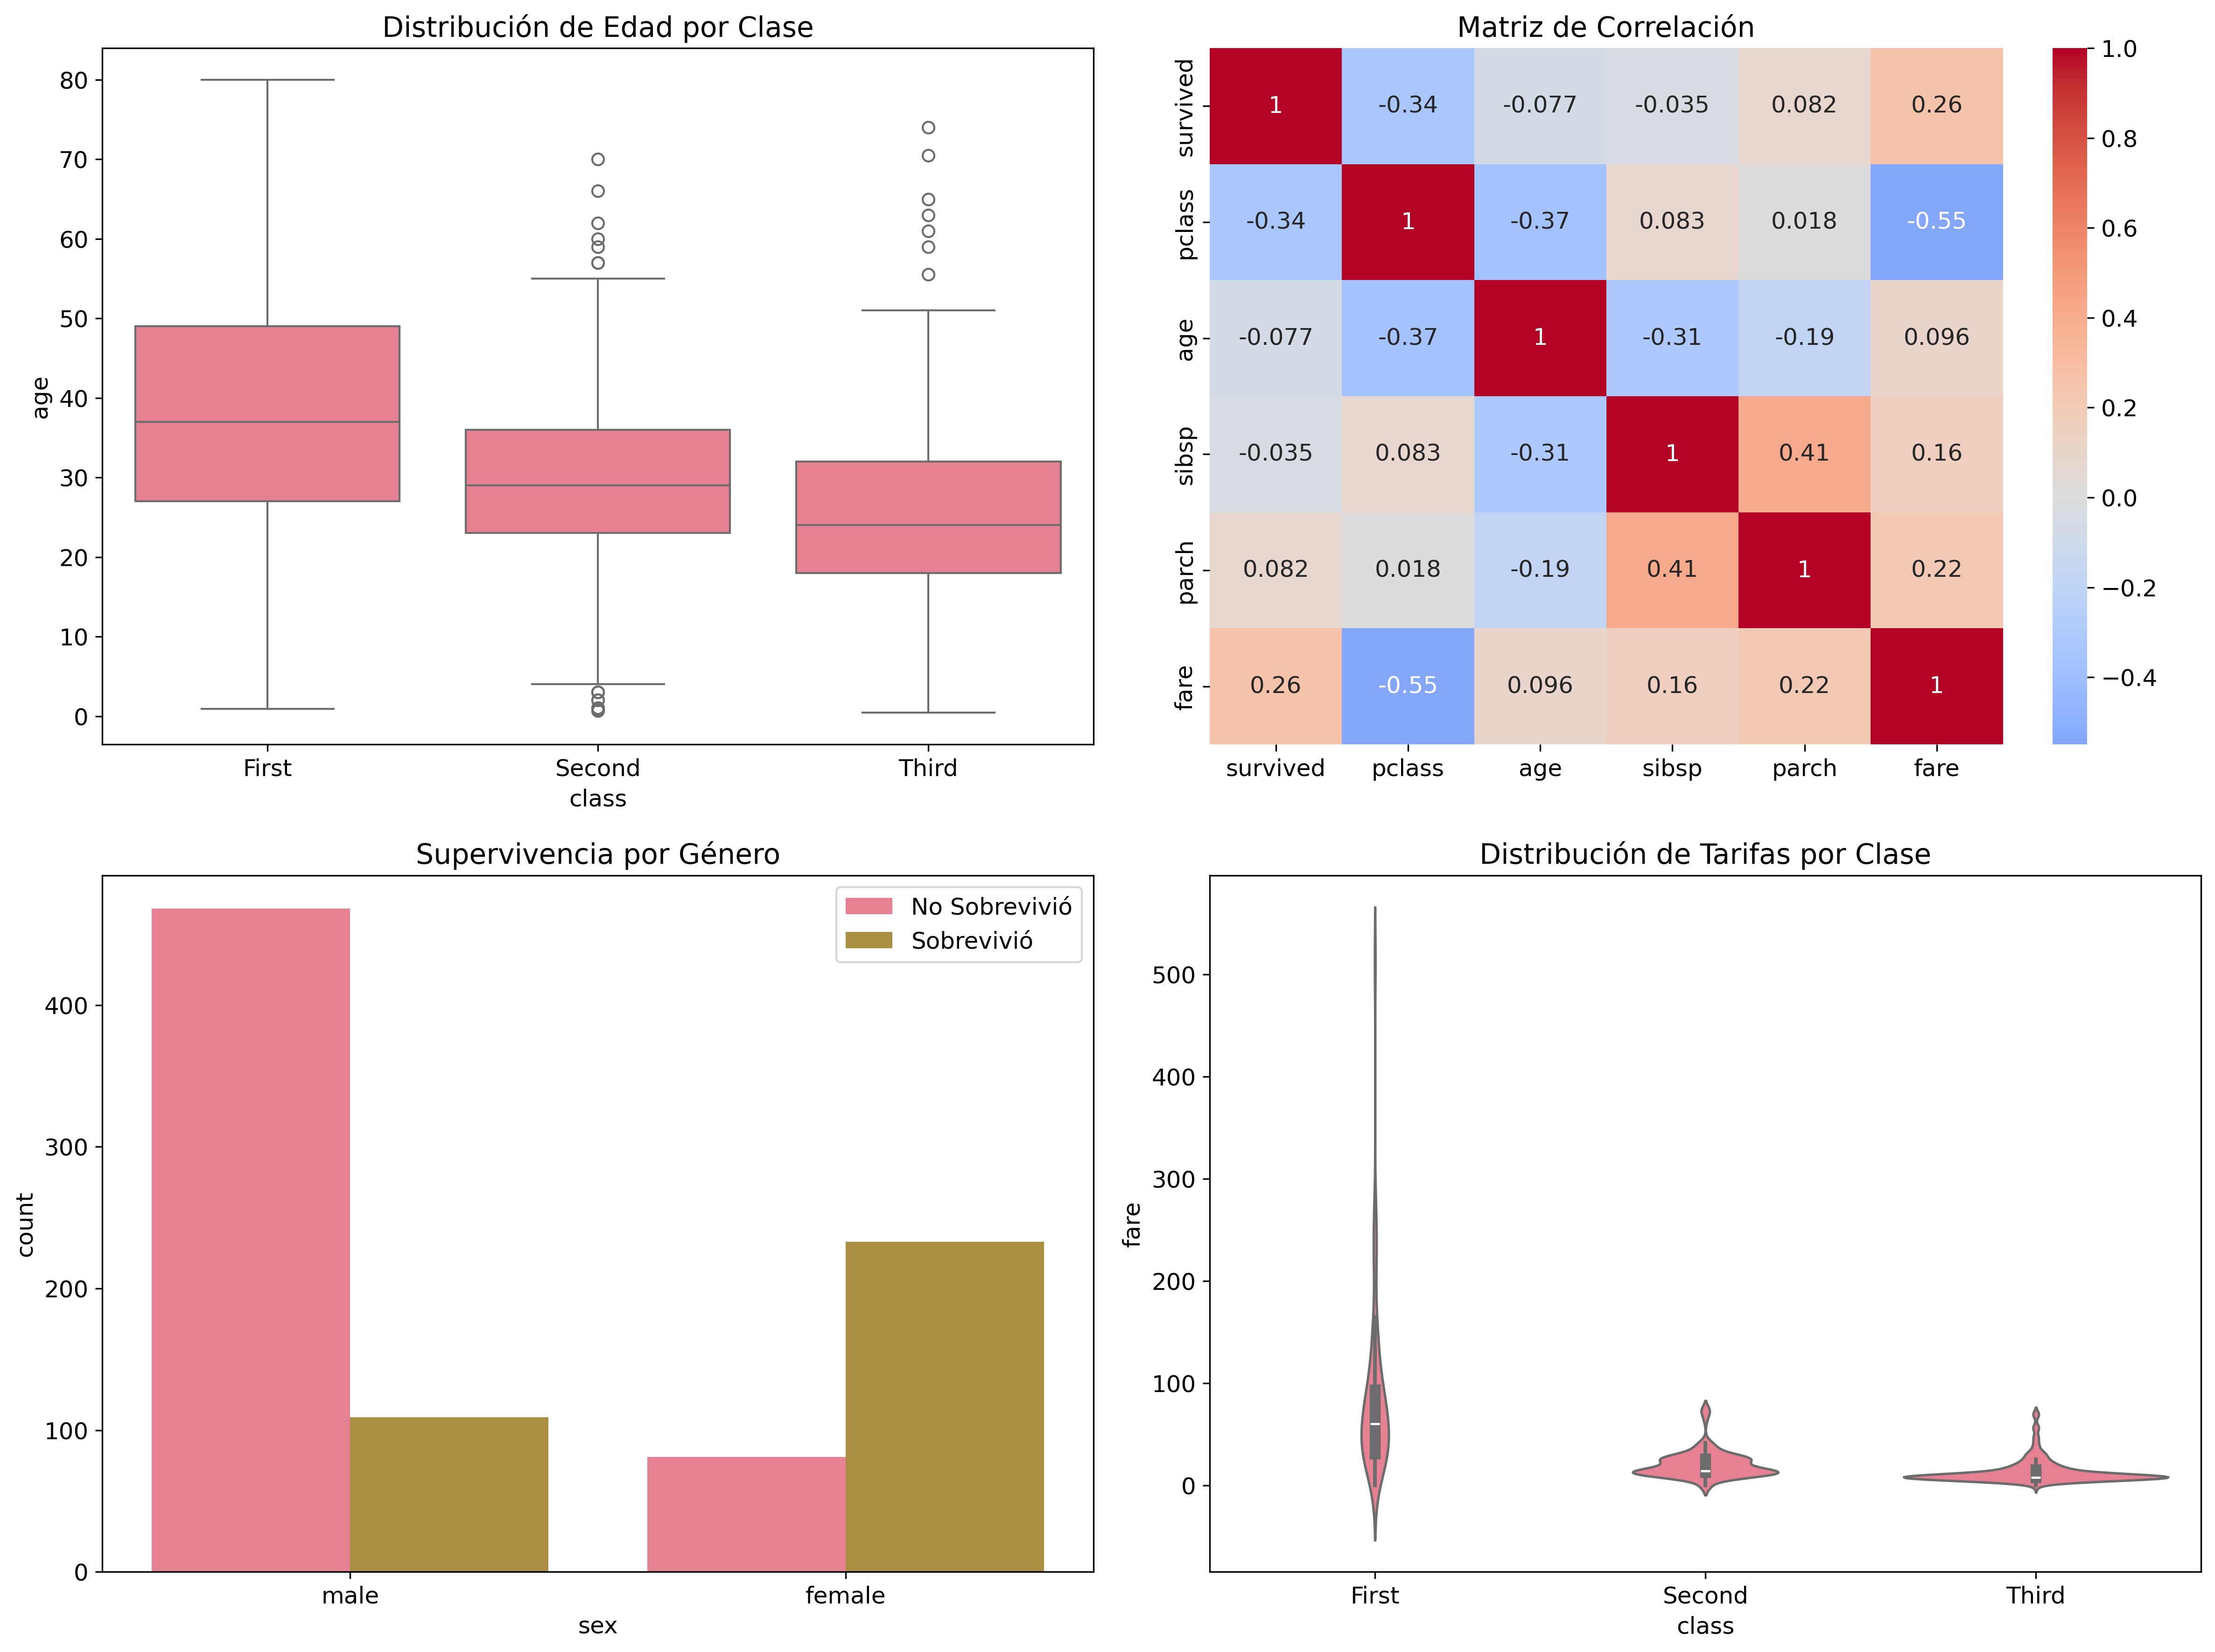 Distribución de Edad por Clase
80
70
60
50
40
30
20
10
0
age
First Second Third
class
Matriz de Correlación
survived 1 -0.34 -0.077 -0.035 0.082 0.26
pclass -0.34 1 -0.37 0.083 0.018 -0.55
age -0.077 -0.37 1 -0.31 -0.19 0.096
sibsp -0.035 0.083 -0.31 1 0.41 0.16
parch 0.082 0.018 -0.19 0.41 1 0.22
fare 0.26 -0.55 0.096 0.16 0.22 1
survived pclass age sibsp parch fare
1.0
0.8
0.6
0.4
0.2
0.0
−0.2
−0.4
Supervivencia por Género
No Sobrevivió
Sobrevivió
400
300
200
100
0
count
male female
sex
Distribución de Tarifas por Clase
500
400
300
200
100
0
fare
First Second Third
class